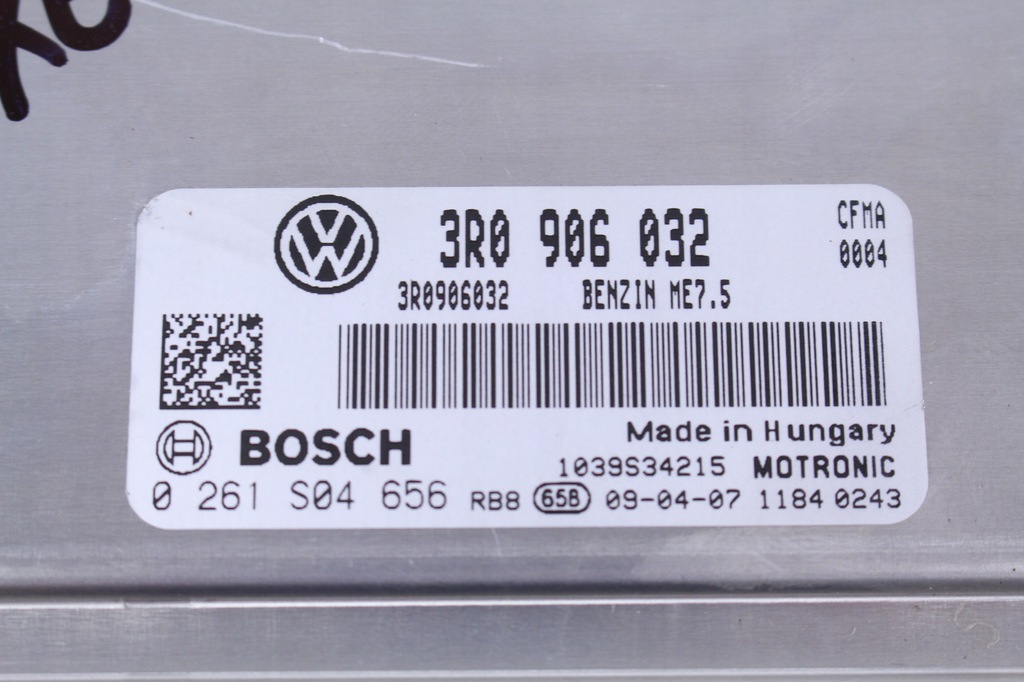 3R0 906 032
CFMA
0004
3R0906032 BENZIN ME7.5
BOSCH
Made in Hungary
1039S34215 MOTRONIC
0 261 S04 656 RB8 65B 09-04-07 1184 0243